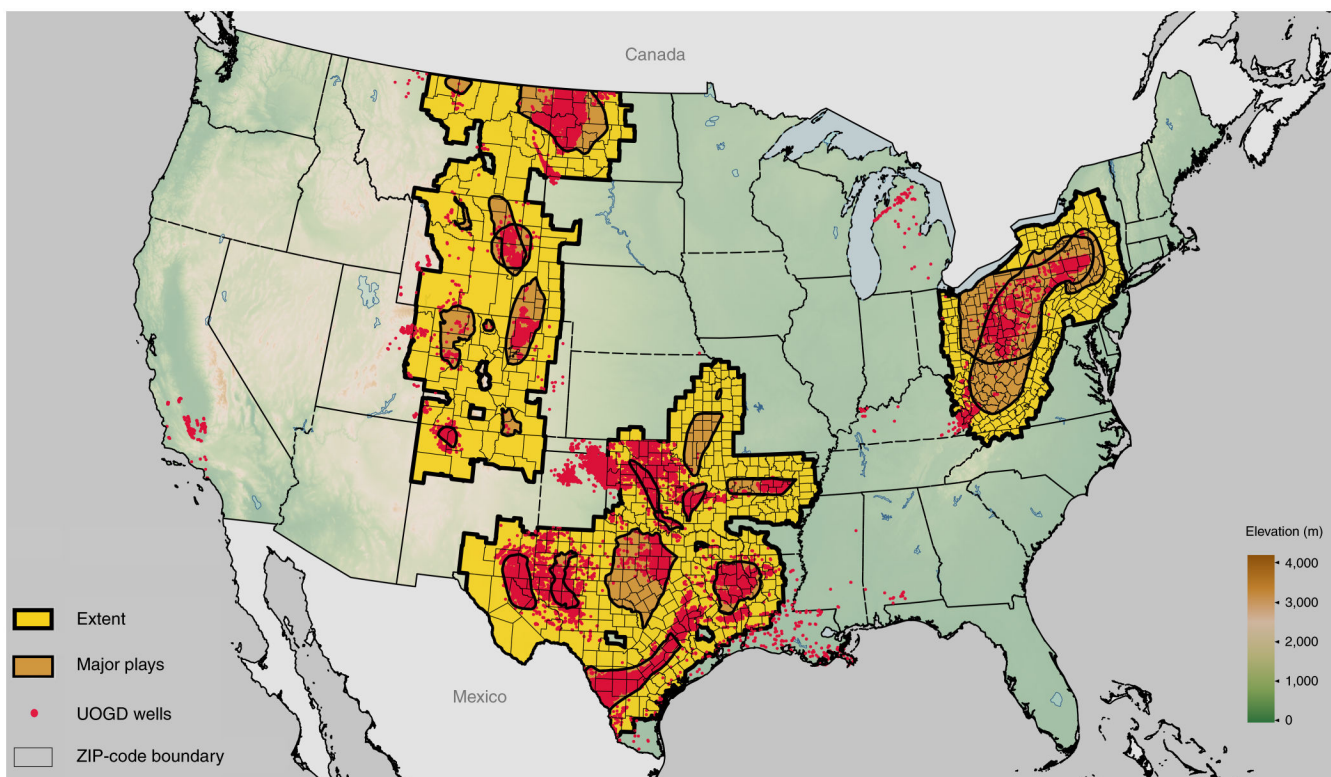 Canada
Mexico
Extent
Major plays
UOGD wells
ZIP-code boundary
Elevation (m)
4,000
3,000
2,000
1,000
0